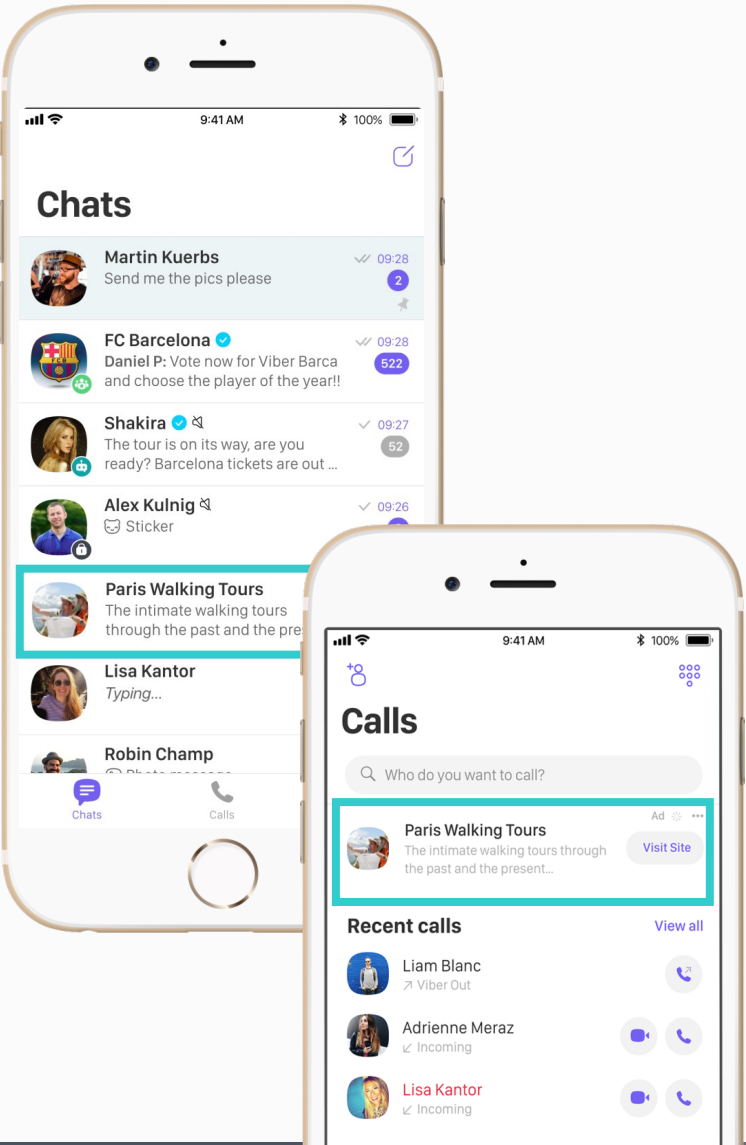 9:41 AM
100%
Chats
Martin Kuerbs
09:28
Send me the pics please
2
FC Barcelona
09:28
Daniel P: Vote now for Viber Barca
522
and choose the player of the year!!
Shakira
09:27
The tour is on its way, are you
52
ready? Barcelona tickets are out ...
Alex Kulnig
09:26
Sticker
Paris Walking Tours
The intimate walking tours
through the past and the pre
Lisa Kantor
Typing...
Robin Champ
Photo message
Chats
Calls
9:41 AM
100%
Calls
Who do you want to call?
Ad
Paris Walking Tours
The intimate walking tours through
Visit Site
the past and the present...
Recent calls
View all
Liam Blanc
Viber Out
Adrienne Meraz
Incoming
Lisa Kantor
Incoming